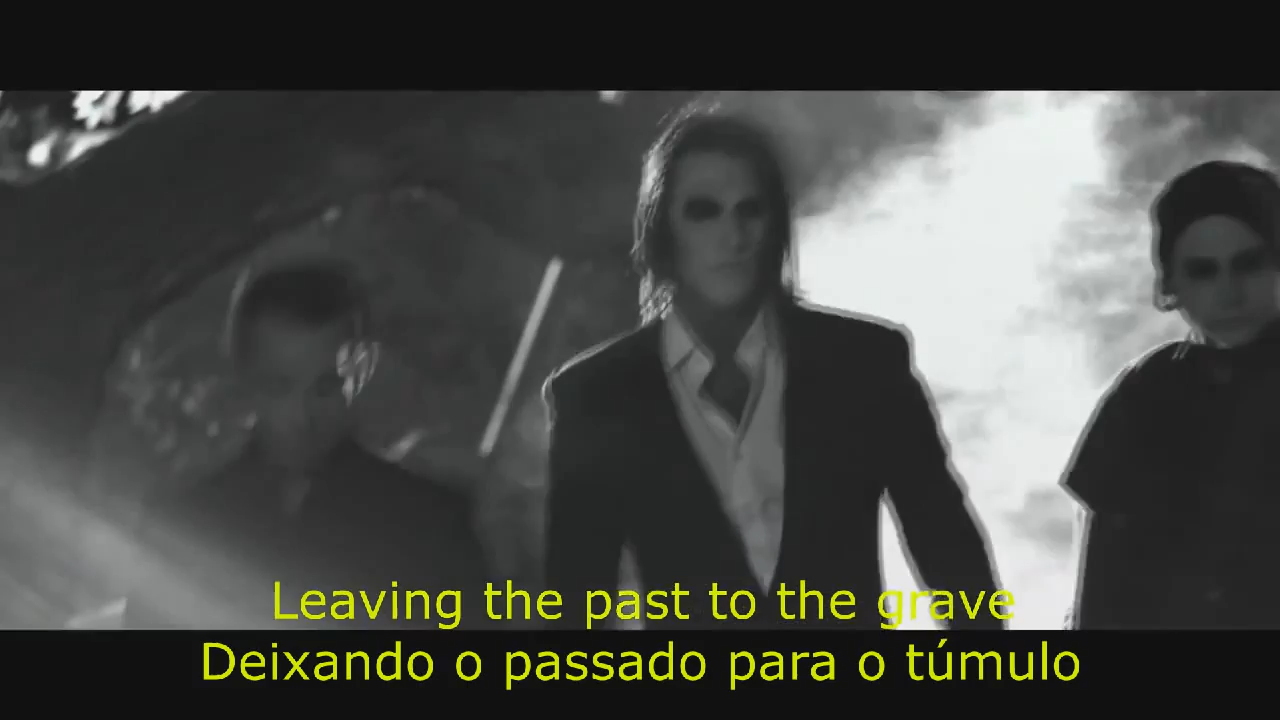 Leaving the past to the grave
Deixando o passado para o túmulo